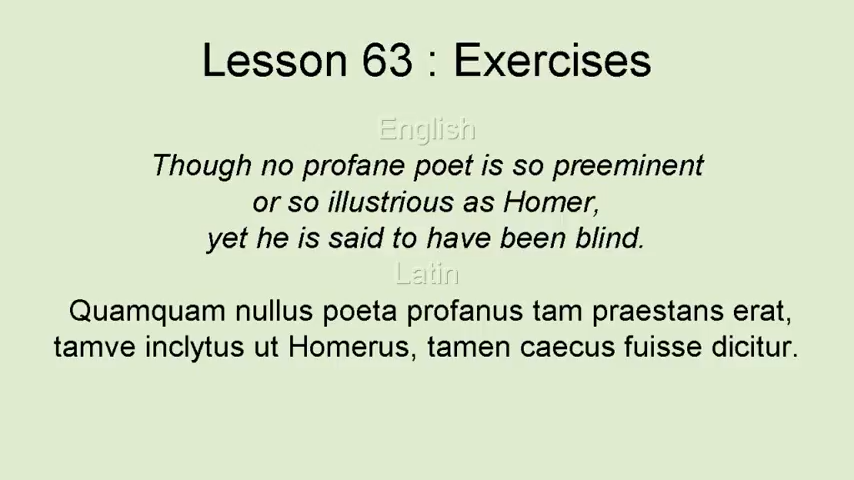 Lesson 63 : Exercises
English
Though no profane poet is so preeminent
or so illustrious as Homer,
yet he is said to have been blind.
Latin
Quamquam nullus poeta profanus tam praestans erat,
tamve inclytus ut Homerus, tamen caecus fuisse dicitur.